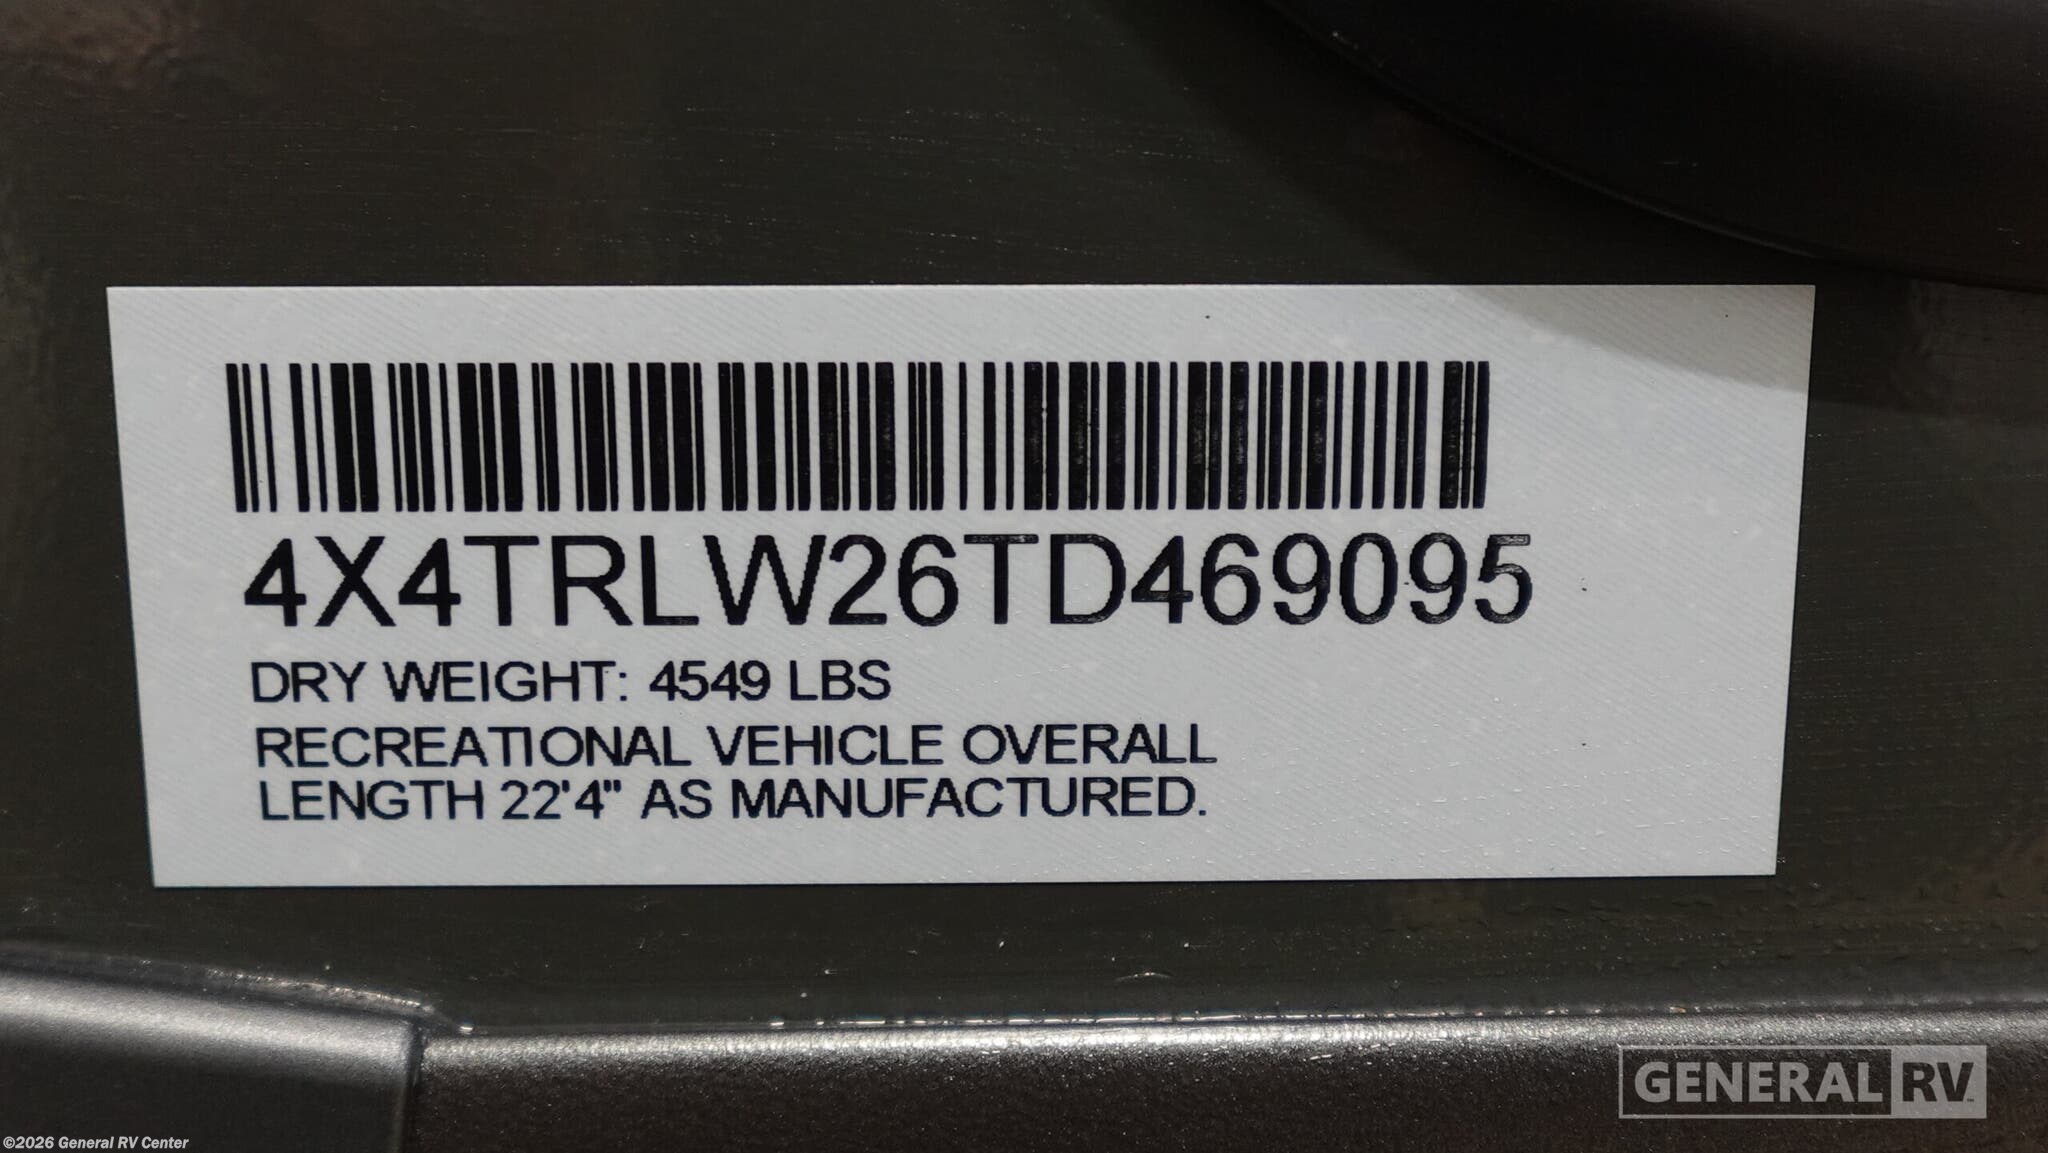 4X4TRLW26TD469095
DRY WEIGHT: 4549 LBS
RECREATIONAL VEHICLE OVERALL
LENGTH 22'4" AS MANUFACTURED.
GENERAL RV
©2026 General RV Center